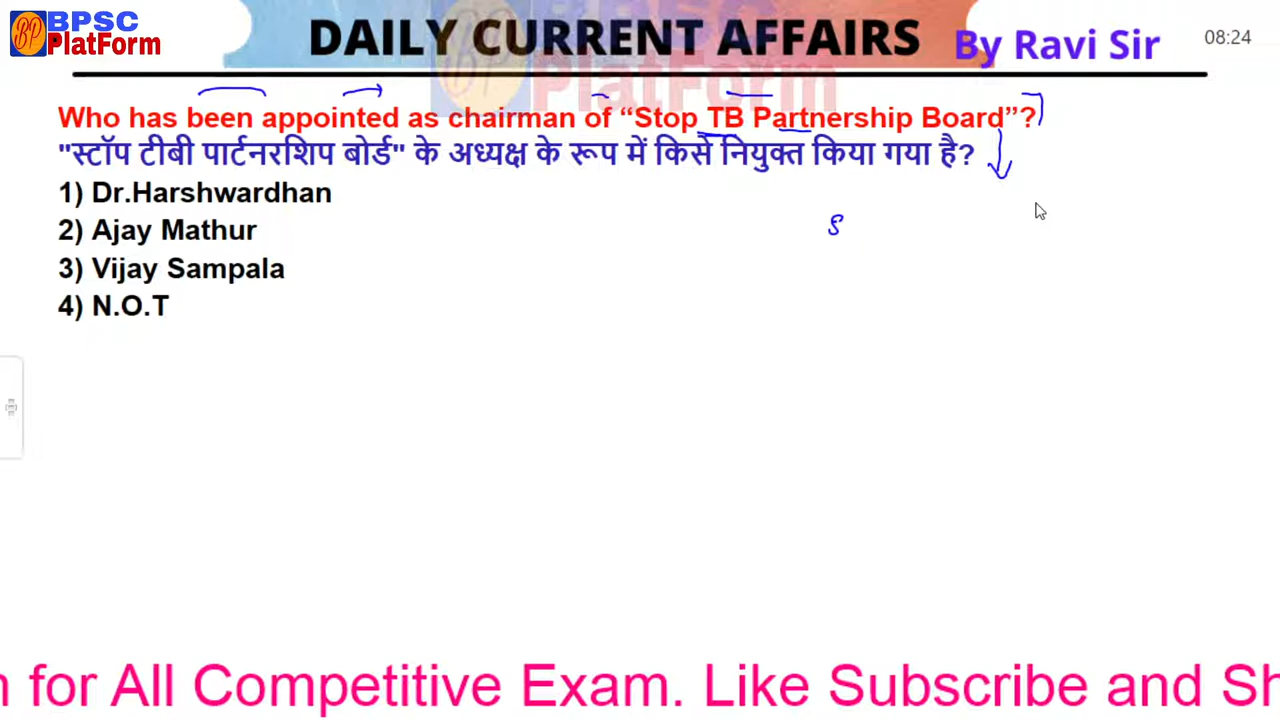 BPSC
PlatForm
DAILY CURRENT AFFAIRS
By Ravi Sir
08:24
Who has been appointed as chairman of “Stop TB Partnership Board”?
"स्टॉप टीबी पार्टनरशिप बोर्ड" के अध्यक्ष के रूप में किसे नियुक्त किया गया है?
1) Dr.Harshwardhan
2) Ajay Mathur
S
3) Vijay Sampala
4) N.O.T
n for All Competitive Exam. Like Subscribe and Sh